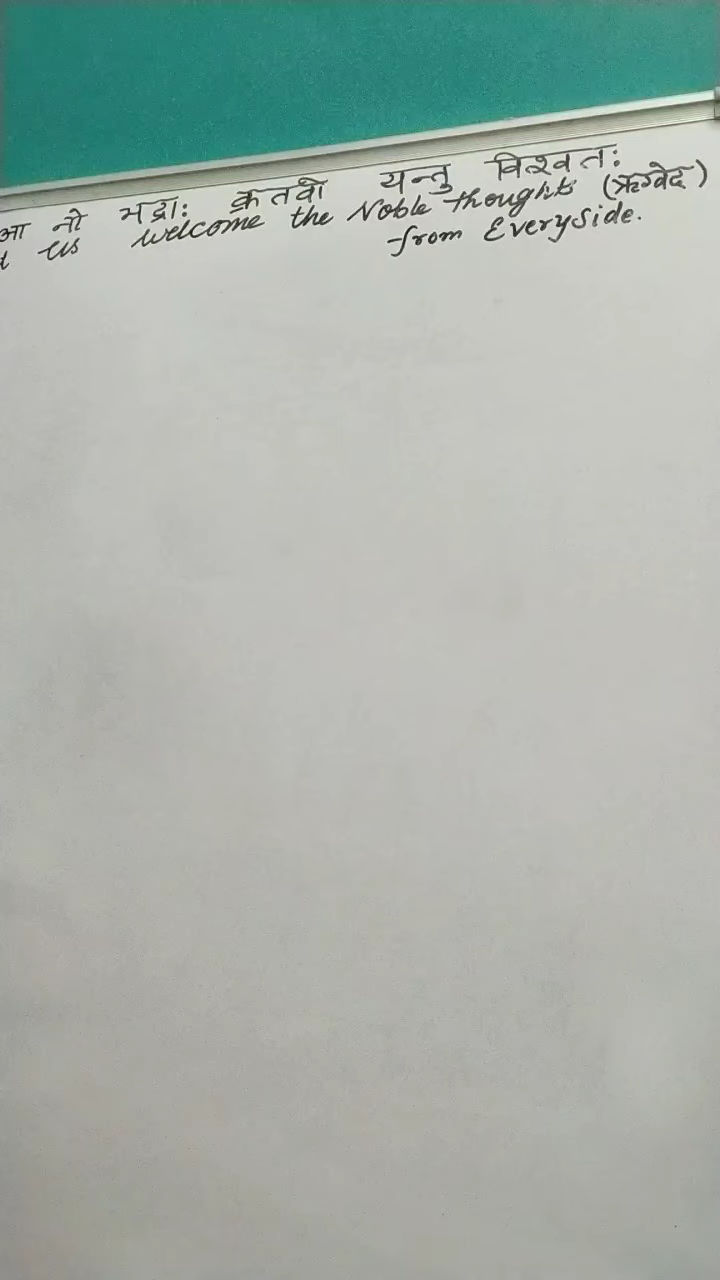 आ नो भद्राः क्रतवो यन्तु विश्वतः (ऋग्वेद)
us welcome the Noble thoughts
from Everyside.